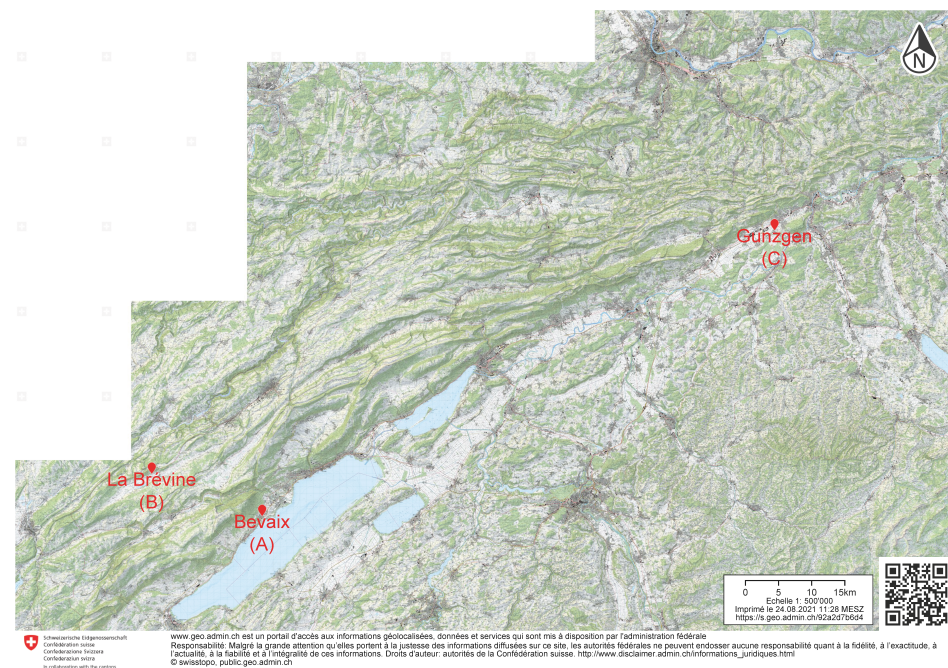 N
Gunzgen
(C)
La Brévine
(B)
Bevaix
(A)
0 5 10 15km
Echelle 1: 500'000
Imprimé le 24.08.2021 11:28 MESZ
https://s.geo.admin.ch/92a2d7b6d4
Schweizerische Eidgenossenschaft
Confédération suisse
Confederazione Svizzera
Confederaziun svizra
In collaboration with the cantons
www.geo.admin.ch est un portail d'accès aux informations géolocalisées, données et services qui sont mis à disposition par l'administration fédérale
Responsabilité: Malgré la grande attention qu'elles portent à la justesse des informations diffusées sur ce site, les autorités fédérales ne peuvent endosser aucune responsabilité quant à la fidélité, à l'exactitude, à
l'actualité, à la fiabilité et à l'intégralité de ces informations. Droits d'auteur: autorités de la Confédération suisse. http://www.disclaimer.admin.ch/informations_juridiques.html
© swisstopo, public.geo.admin.ch